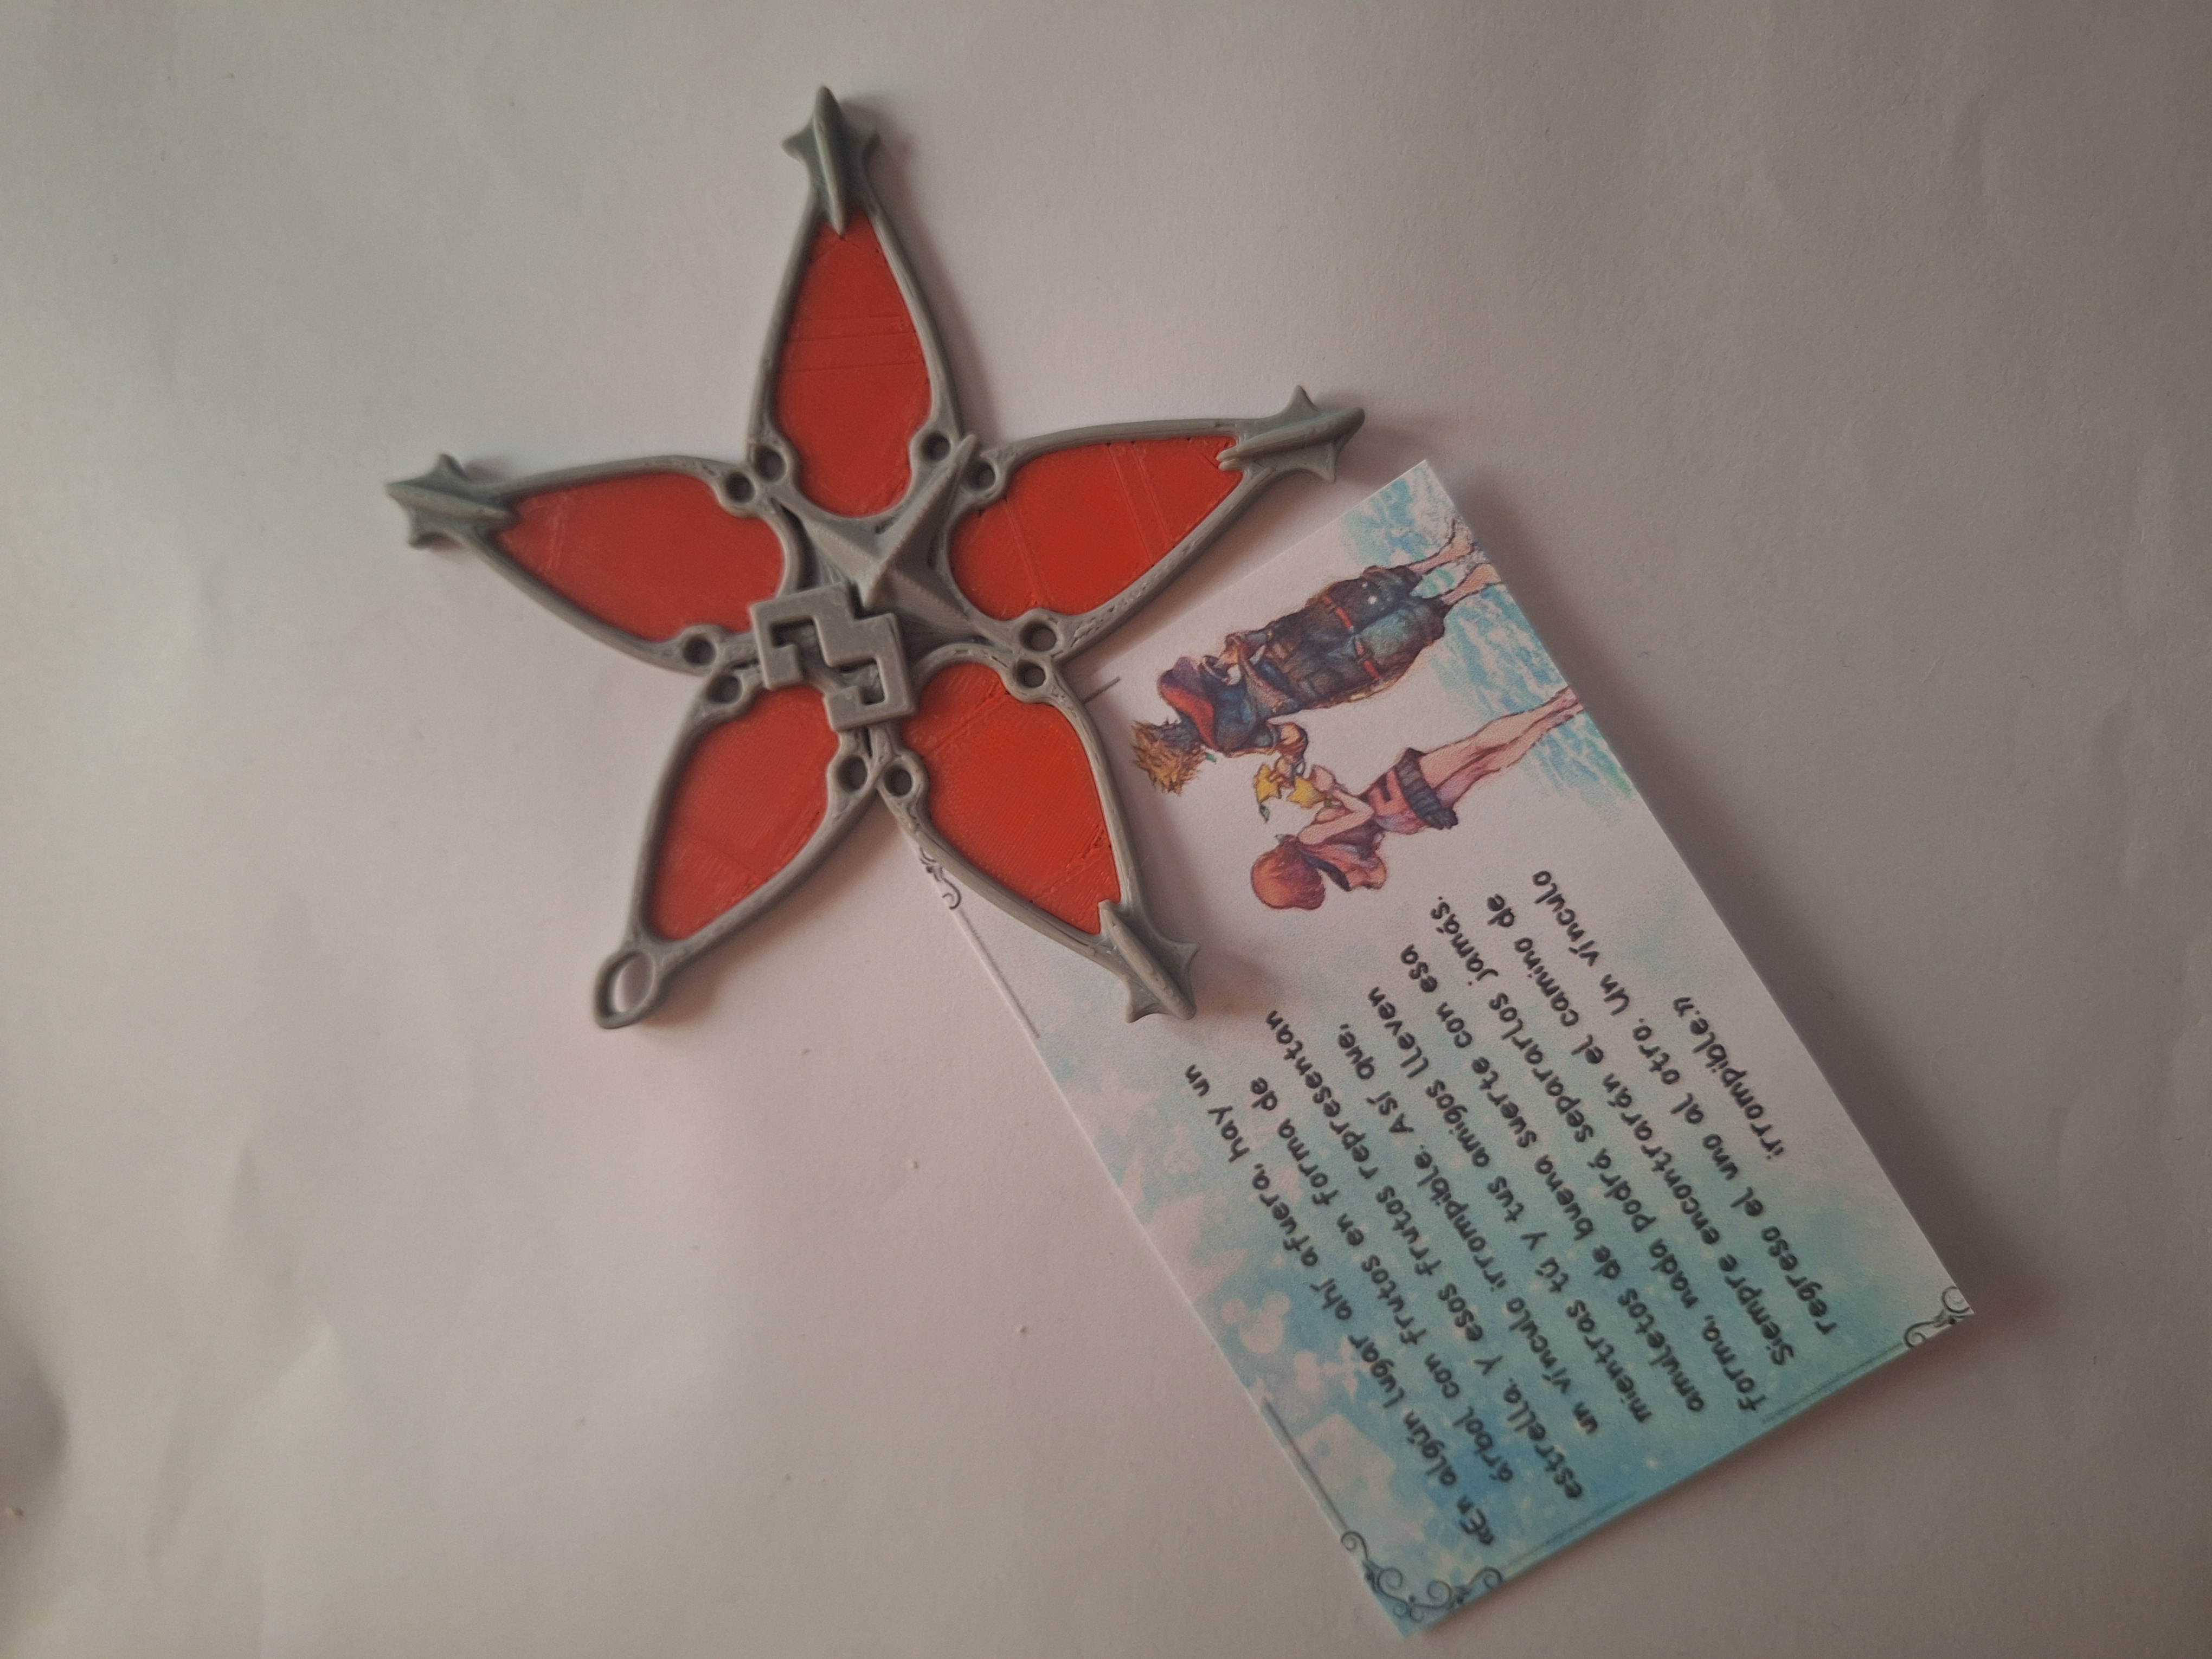 «En algún lugar ahí afuera, hay un
árbol con frutos en forma de
estrella. Y esos frutos representan
un vínculo irrompible. Así que,
mientras tú y tus amigos lleven
amuletos de buena suerte con esa
forma, nada podrá separarlos jamás.
Siempre encontrarán el camino de
regreso el uno al otro. Un vínculo
irrompible.»